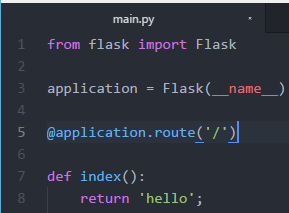 main.py
1 from flask import Flask
2
3 application = Flask(__name__)
4
5 @application.route('/')
6
7 def index():
8     return 'hello';